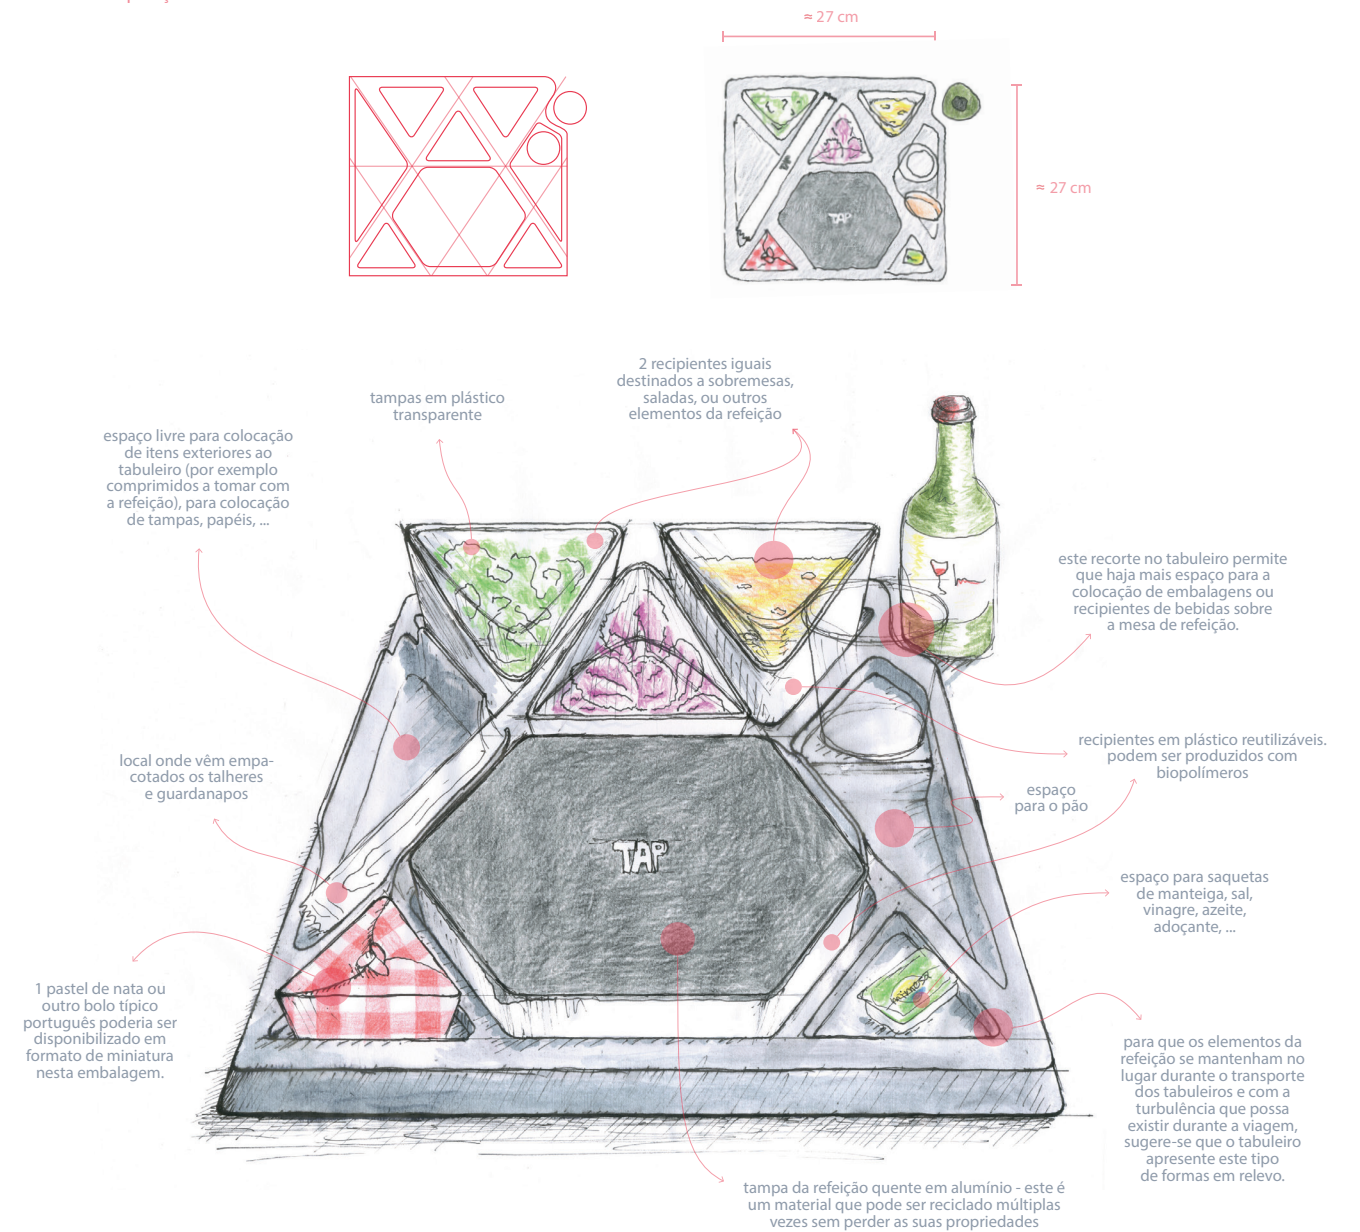 ≈ 27 cm
TAP
TAP
≈ 27 cm
2 recipientes iguais
destinados a sobremesas,
saladas, ou outros
elementos da refeição
tampas em plástico
transparente
espaço livre para colocação
de itens exteriores ao
tabuleiro (por exemplo
comprimidos a tomar com
a refeição), para colocação
de tampas, papéis, ...
este recorte no tabuleiro permite
que haja mais espaço para a
colocação de embalagens ou
recipientes de bebidas sobre
a mesa de refeição.
recipientes em plástico reutilizáveis.
podem ser produzidos com
biopolímeros
local onde vêm empa-
cotados os talheres
e guardanapos
espaço
para o pão
TAP
espaço para saquetas
de manteiga, sal,
vinagre, azeite,
adoçante, ...
1 pastel de nata ou
outro bolo típico
português poderia ser
disponibilizado em
formato de miniatura
nesta embalagem.
para que os elementos da
refeição se mantenham no
lugar durante o transporte
dos tabuleiros e com a
turbulência que possa
existir durante a viagem,
sugere-se que o tabuleiro
apresente este tipo
de formas em relevo.
tampa da refeição quente em alumínio - este é
um material que pode ser reciclado múltiplas
vezes sem perder as suas propriedades